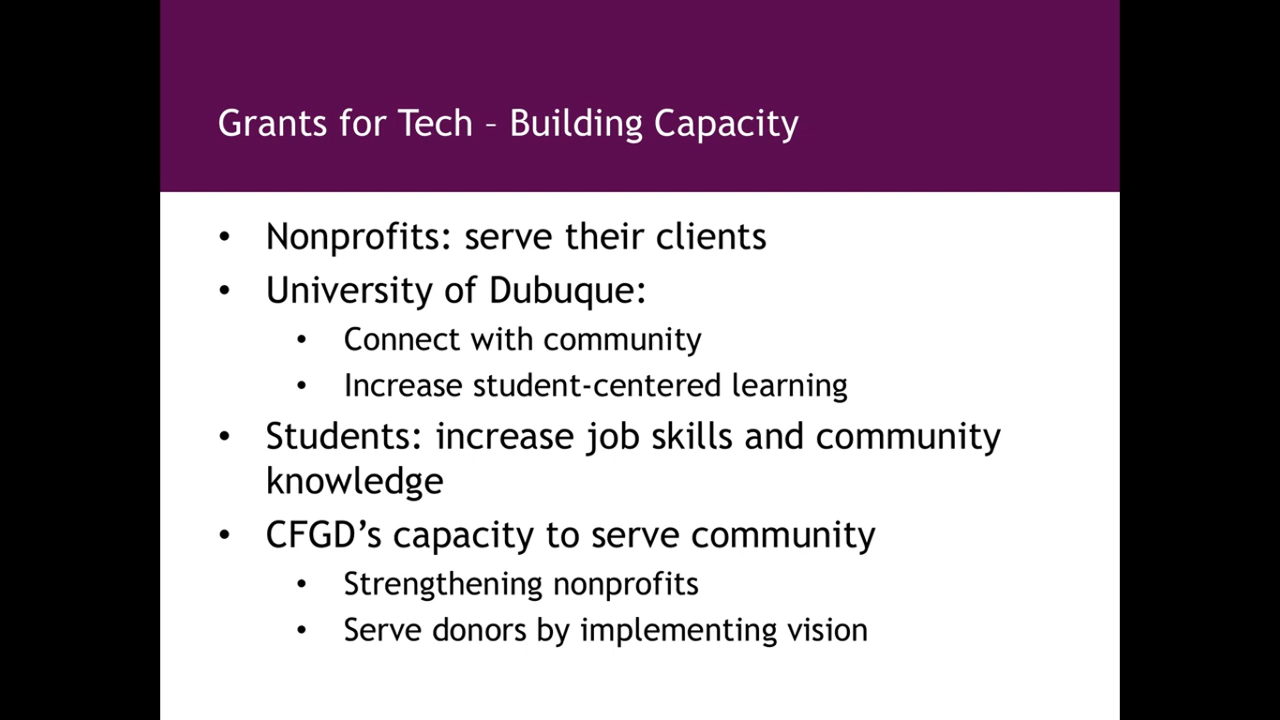 Grants for Tech – Building Capacity
• Nonprofits: serve their clients
• University of Dubuque:
• Connect with community
• Increase student-centered learning
• Students: increase job skills and community
knowledge
• CFGD’s capacity to serve community
• Strengthening nonprofits
• Serve donors by implementing vision